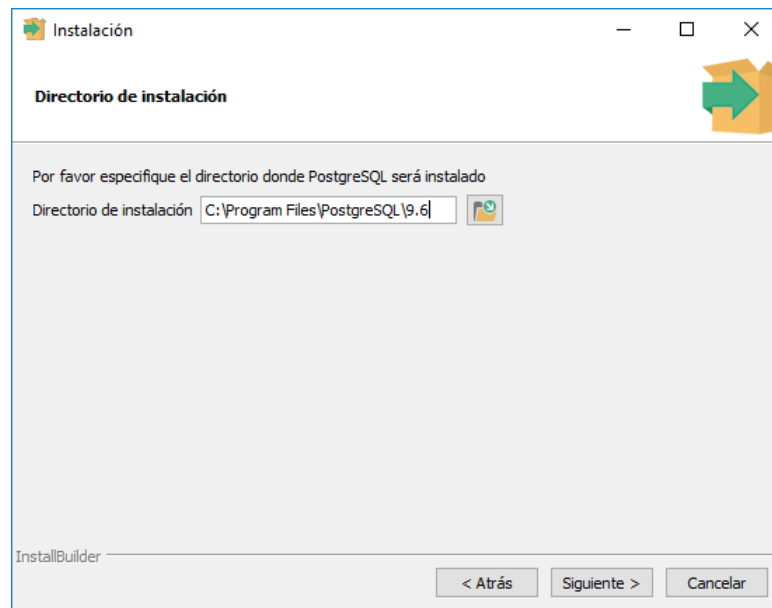 Instalación
Directorio de instalación
Por favor especifique el directorio donde PostgreSQL será instalado
Directorio de instalación C:\Program Files\PostgreSQL\9.6
InstallBuilder
< Atrás Siguiente > Cancelar